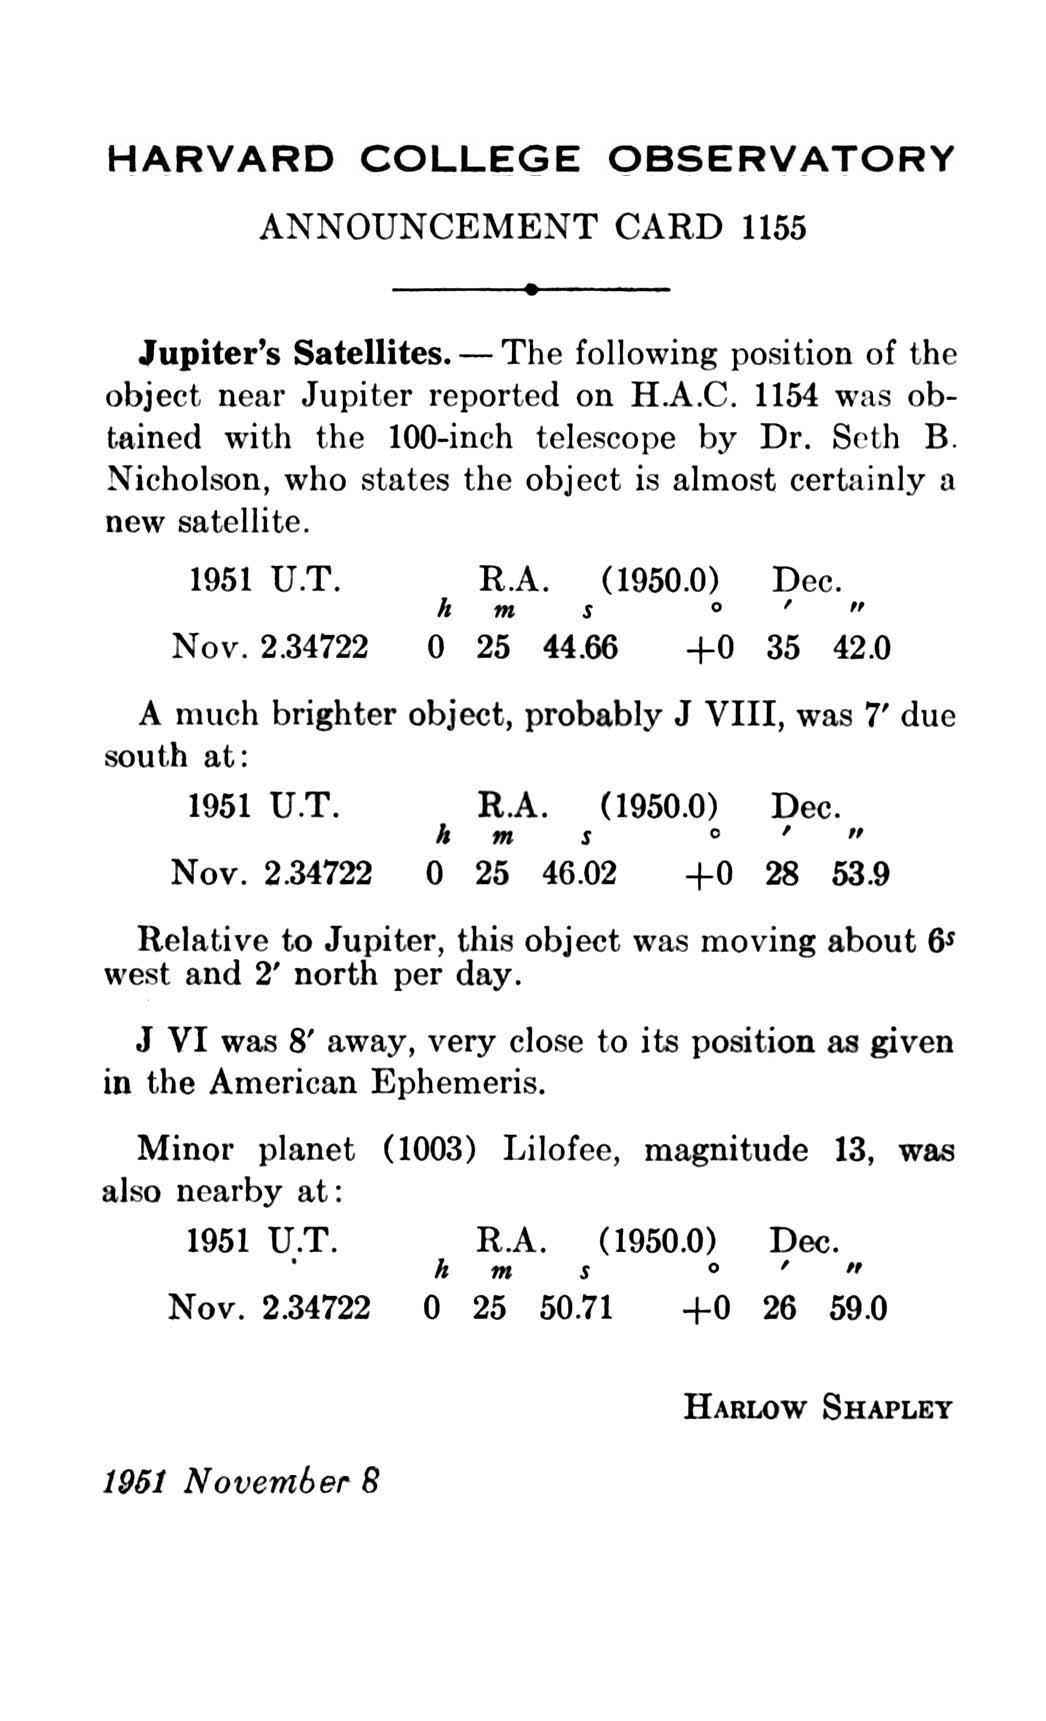 HARVARD COLLEGE OBSERVATORY
ANNOUNCEMENT CARD 1155
Jupiter's Satellites. — The following position of the
object near Jupiter reported on H.A.C. 1154 was ob-
tained with the 100-inch telescope by Dr. Seth B.
Nicholson, who states the object is almost certainly a
new satellite.
1951 U.T. R.A. (1950.0) Dec.
h m s ° ′ ″
Nov. 2.34722 0 25 44.66 +0 35 42.0
A much brighter object, probably J VIII, was 7′ due
south at:
1951 U.T. R.A. (1950.0) Dec.
h m s ° ′ ″
Nov. 2.34722 0 25 46.02 +0 28 53.9
Relative to Jupiter, this object was moving about 6s
west and 2′ north per day.
J VI was 8′ away, very close to its position as given
in the American Ephemeris.
Minor planet (1003) Lilofee, magnitude 13, was
also nearby at:
1951 U.T. R.A. (1950.0) Dec.
h m s ° ′ ″
Nov. 2.34722 0 25 50.71 +0 26 59.0
HARLOW SHAPLEY
1951 November 8